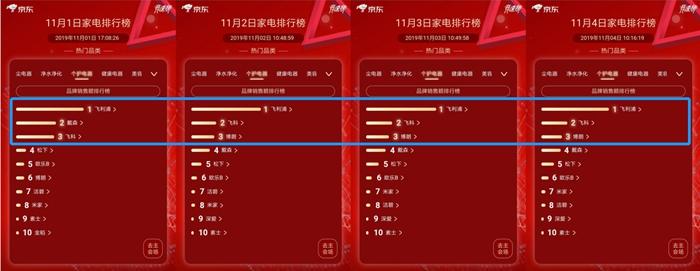 京东
11月1日家电排行榜
2019年11月01日 17:08:26
热门品类
尘电器 净水净化 个护电器 健康电器 美容
品牌销售额排行榜
1 飞利浦
2 戴森
3 飞科
4 松下
5 欧乐B
6 博朗
7 洁碧
8 米家
9 素士
10 金稻
去主会场
京东
11月2日家电排行榜
2019年11月02日 10:48:59
热门品类
尘电器 净水净化 个护电器 健康电器 美容
品牌销售额排行榜
1 飞利浦
2 飞科
3 博朗
4 戴森
5 松下
6 欧乐B
7 洁碧
8 米家
9 深爱
10 素士
去主会场
京东
11月3日家电排行榜
2019年11月03日 10:49:58
热门品类
尘电器 净水净化 个护电器 健康电器 美容
品牌销售额排行榜
1 飞利浦
2 飞科
3 博朗
4 戴森
5 松下
6 欧乐B
7 洁碧
8 米家
9 深爱
10 素士
去主会场
京东
11月4日家电排行榜
2019年11月04日 10:16:19
热门品类
尘电器 净水净化 个护电器 健康电器 美容
品牌销售额排行榜
1 飞利浦
2 飞科
3 博朗
4 戴森
5 松下
6 欧乐B
7 洁碧
8 米家
9 深爱
10 素士
去主会场